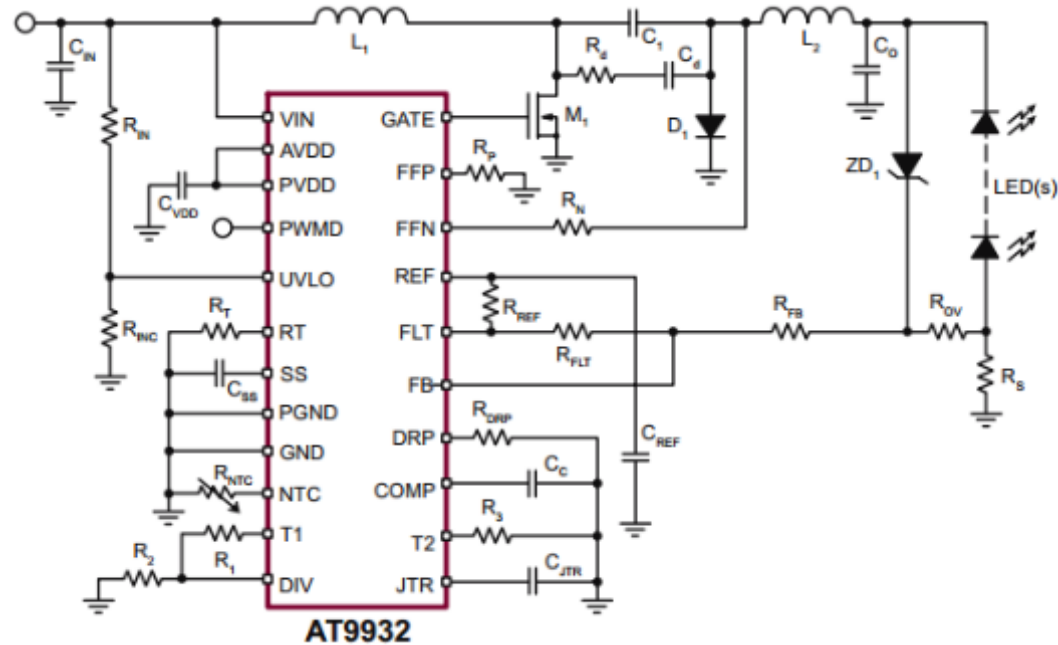 L1
C1
L2
CIN
Rd
Cd
CO
RIN
VIN
GATE
M1
D1
AVDD
FFP
RP
ZD1
LED(s)
CVDD
PVDD
PWMD
FFN
RN
UVLO
REF
RREF
RINC
RT
RT
FLT
RFLT
RFB
ROV
CSS
SS
FB
RS
PGND
DRP
RDRP
CREF
GND
RNTC
NTC
COMP
CC
T1
R1
T2
R3
R2
DIV
JTR
CJTR
AT9932